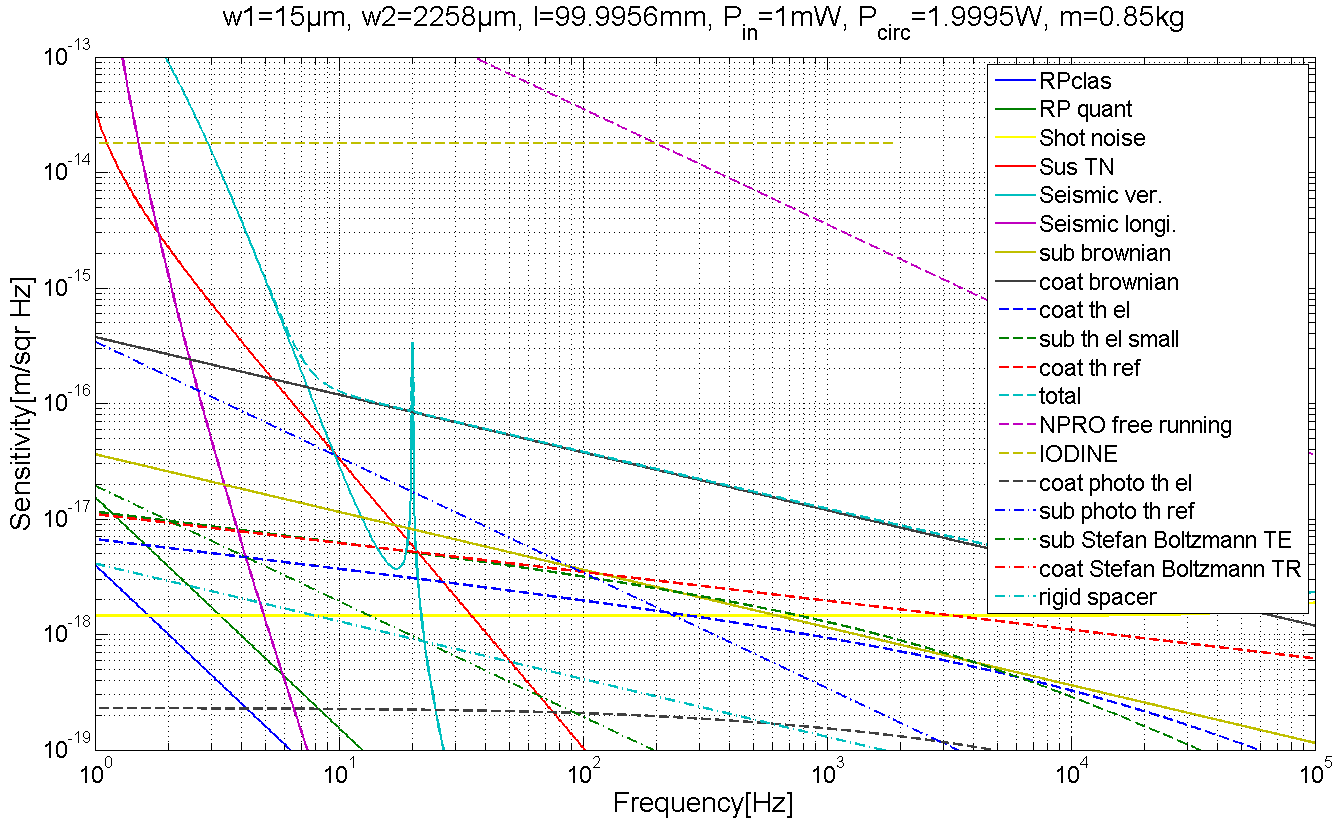 w1=15µm, w2=2258µm, l=99.9956mm, P_in=1mW, P_circ=1.9995W, m=0.85kg
10^-13
10^-14
10^-15
10^-16
10^-17
10^-18
10^-19
Sensitivity[m/sqr Hz]
RPclas
RP quant
Shot noise
Sus TN
Seismic ver.
Seismic longi.
sub brownian
coat brownian
coat th el
sub th el small
coat th ref
total
NPRO free running
IODINE
coat photo th el
sub photo th ref
sub Stefan Boltzmann TE
coat Stefan Boltzmann TR
rigid spacer
10^0 10^1 10^2 10^3 10^4 10^5
Frequency[Hz]